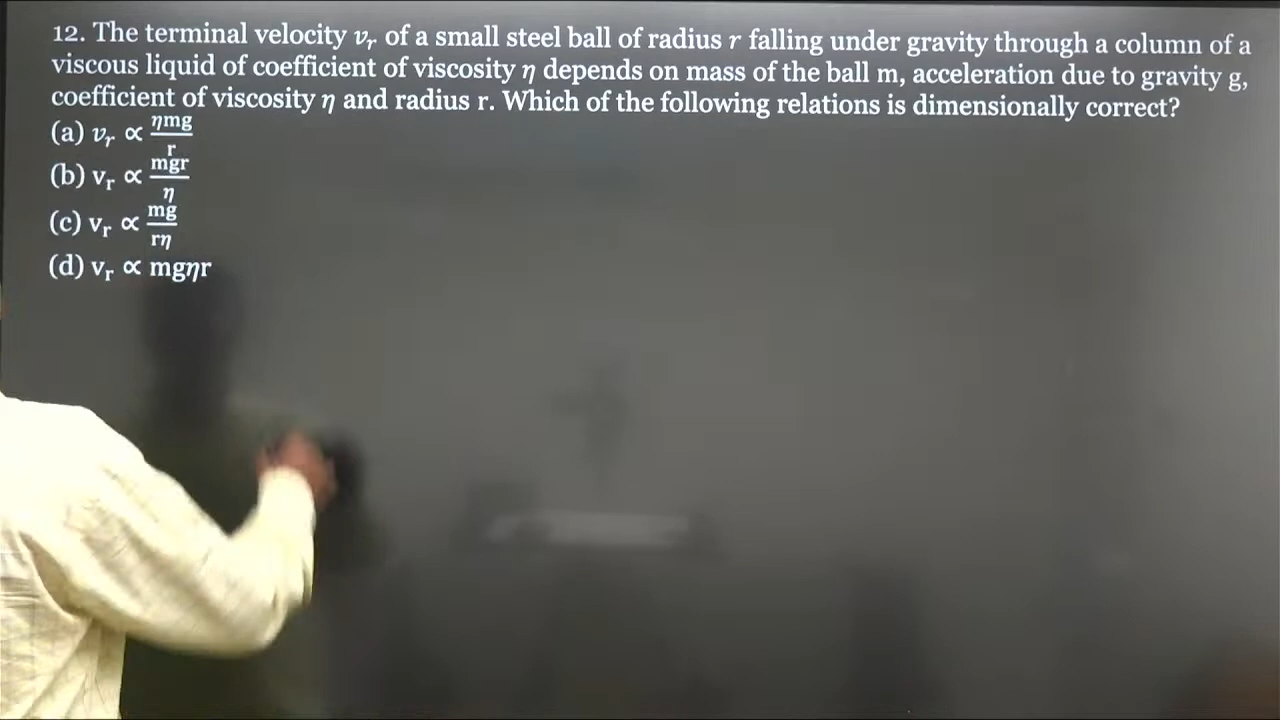 12. The terminal velocity vᵣ of a small steel ball of radius r falling under gravity through a column of a
viscous liquid of coefficient of viscosity η depends on mass of the ball m, acceleration due to gravity g,
coefficient of viscosity η and radius r. Which of the following relations is dimensionally correct?
(a) vᵣ ∝ ηmg/r
(b) vᵣ ∝ mgr/η
(c) vᵣ ∝ mg/rη
(d) vᵣ ∝ mgηr